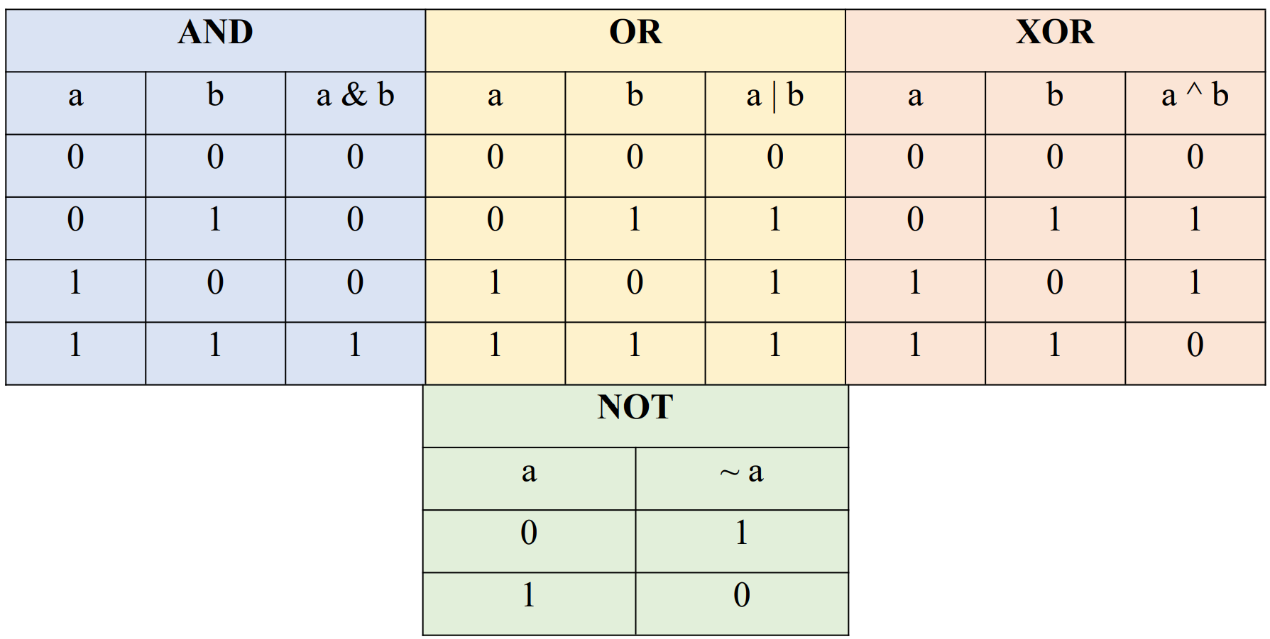 AND OR XOR
a b a & b a b a | b a b a ^ b
0 0 0 0 0 0 0 0 0
0 1 0 0 1 1 0 1 1
1 0 0 1 0 1 1 0 1
1 1 1 1 1 1 1 1 0
NOT
a ~ a
0 1
1 0